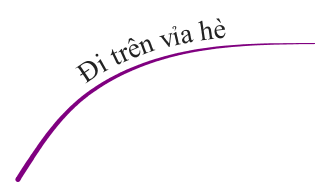 Đi trên vỉa hè